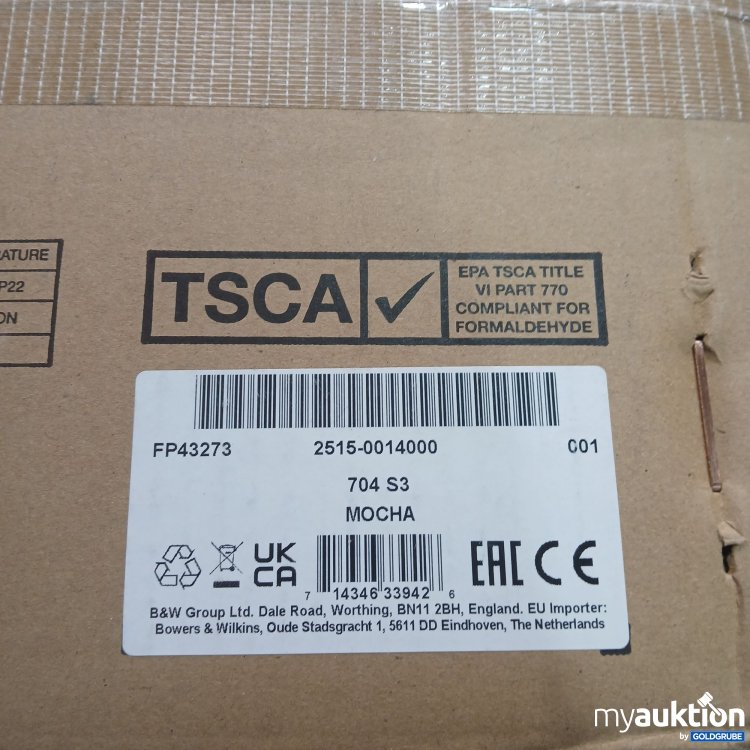 RATURE
P22
ON
TSCA
EPA TSCA TITLE
VI PART 770
COMPLIANT FOR
FORMALDEHYDE
FP43273 2515-0014000 C01
704 S3
MOCHA
UK
CA
EAC CE
7 14346 33942 6
B&W Group Ltd. Dale Road, Worthing, BN11 2BH, England. EU Importer:
Bowers & Wilkins, Oude Stadsgracht 1, 5611 DD Eindhoven, The Netherlands
myauktion
by GOLDGRUBE